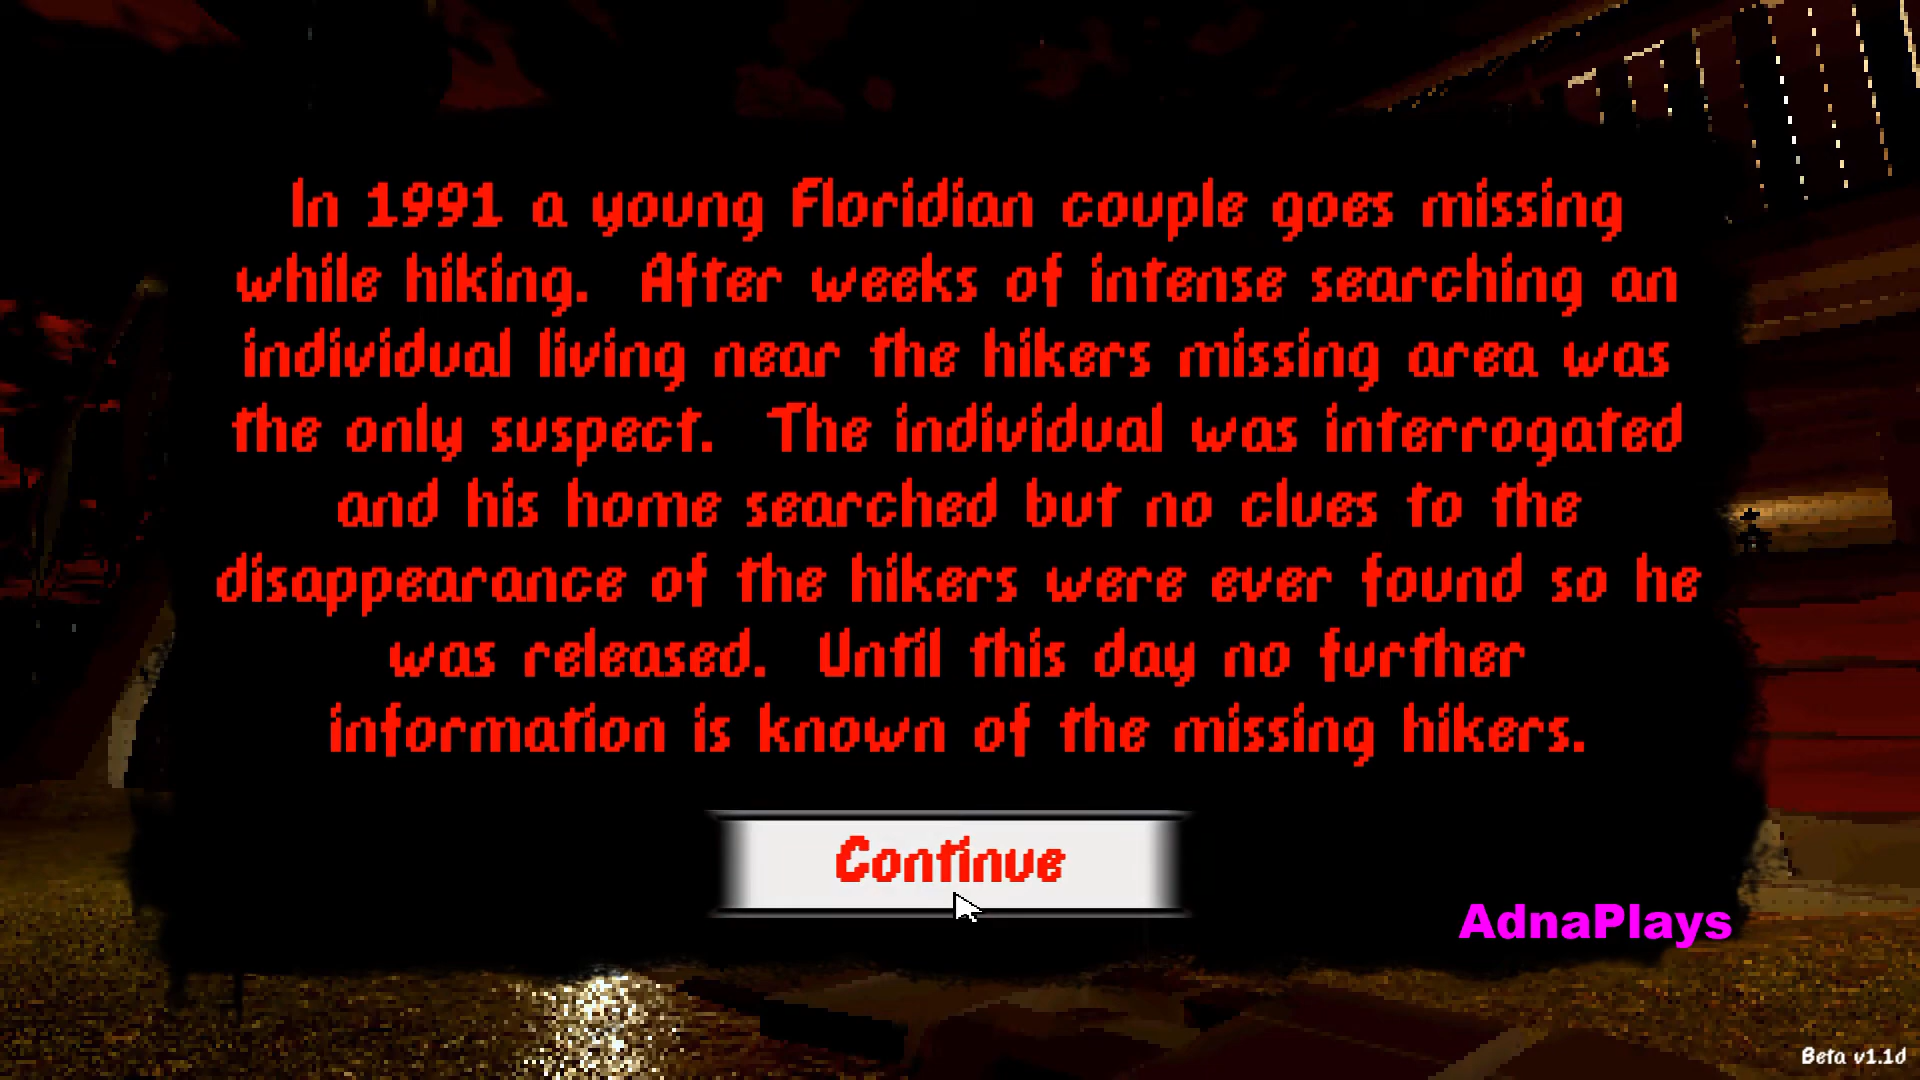 In 1991 a young Floridian couple goes missing
while hiking.  After weeks of intense searching an
individual living near the hikers missing area was
the only suspect.  The individual was interrogated
and his home searched but no clues to the
disappearance of the hikers were ever found so he
was released.  Until this day no further
information is known of the missing hikers.
Continue
AdnaPlays
Beta v1.1d